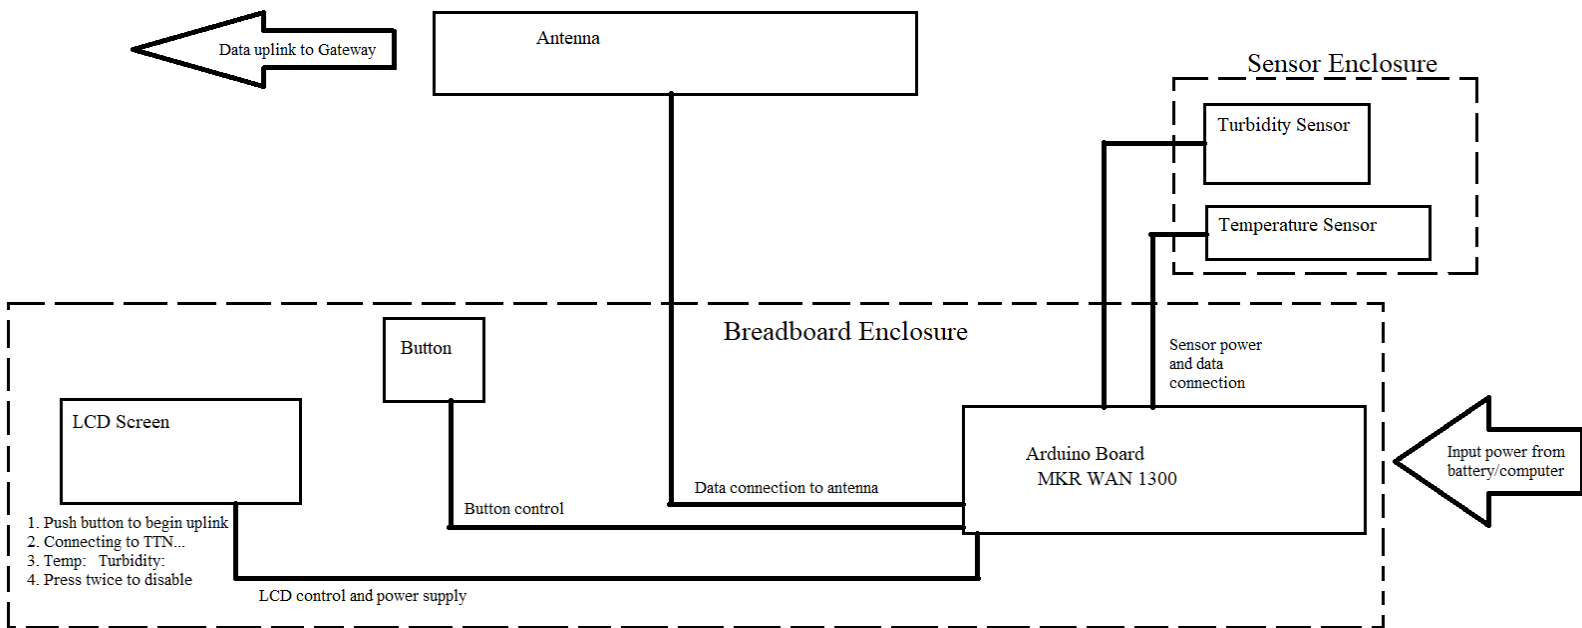 Data uplink to Gateway
Antenna
Sensor Enclosure
Turbidity Sensor
Temperature Sensor
Breadboard Enclosure
Button
Sensor power
and data
connection
LCD Screen
Arduino Board
MKR WAN 1300
Input power from
battery/computer
Data connection to antenna
Button control
1. Push button to begin uplink
2. Connecting to TTN...
3. Temp:   Turbidity:
4. Press twice to disable
LCD control and power supply